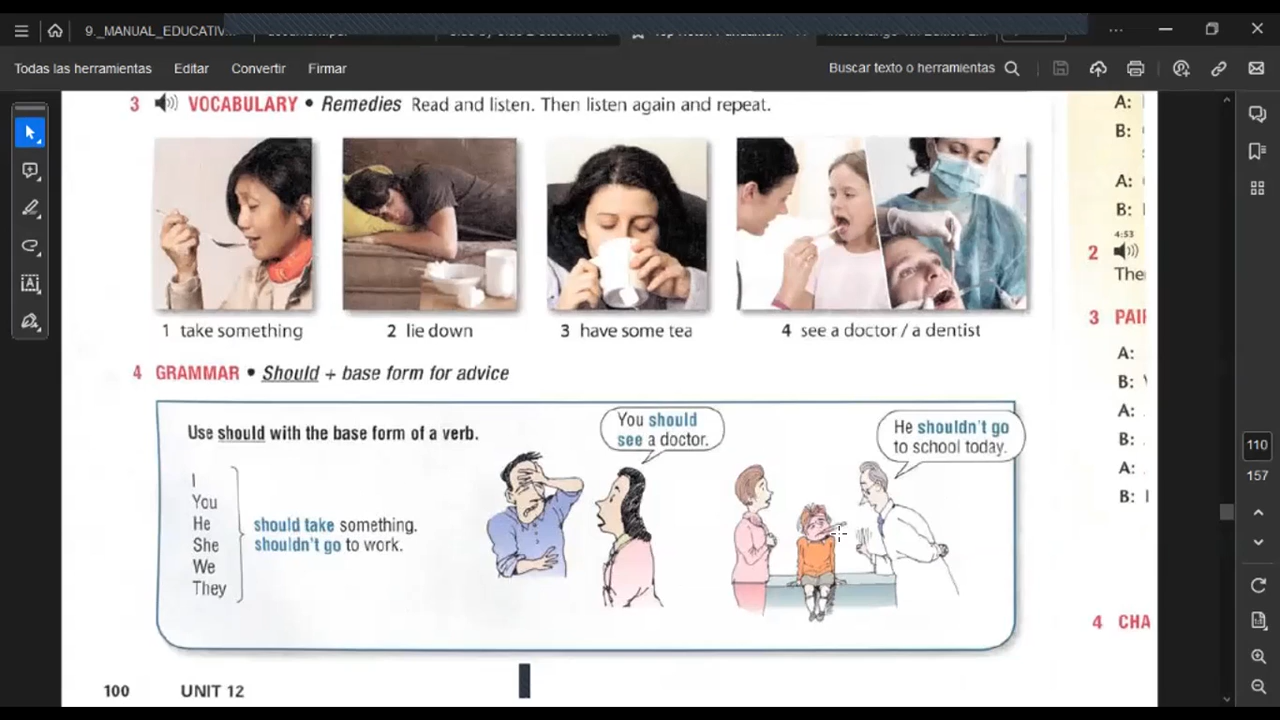 9._MANUAL_EDUCATIV...
Todas las herramientas Editar Convertir Firmar
Buscar texto o herramientas
3 VOCABULARY • Remedies Read and listen. Then listen again and repeat.
1 take something
2 lie down
3 have some tea
4 see a doctor / a dentist
4 GRAMMAR • Should + base form for advice
Use should with the base form of a verb.
I
You
He
She
We
They
should take something.
shouldn't go to work.
You should
see a doctor.
He shouldn't go
to school today.
100 UNIT 12
A:
B:
A:
B:
4:53
2
The
3 PAI
A:
B:
A:
B:
A:
B:
4 CHA
110
157